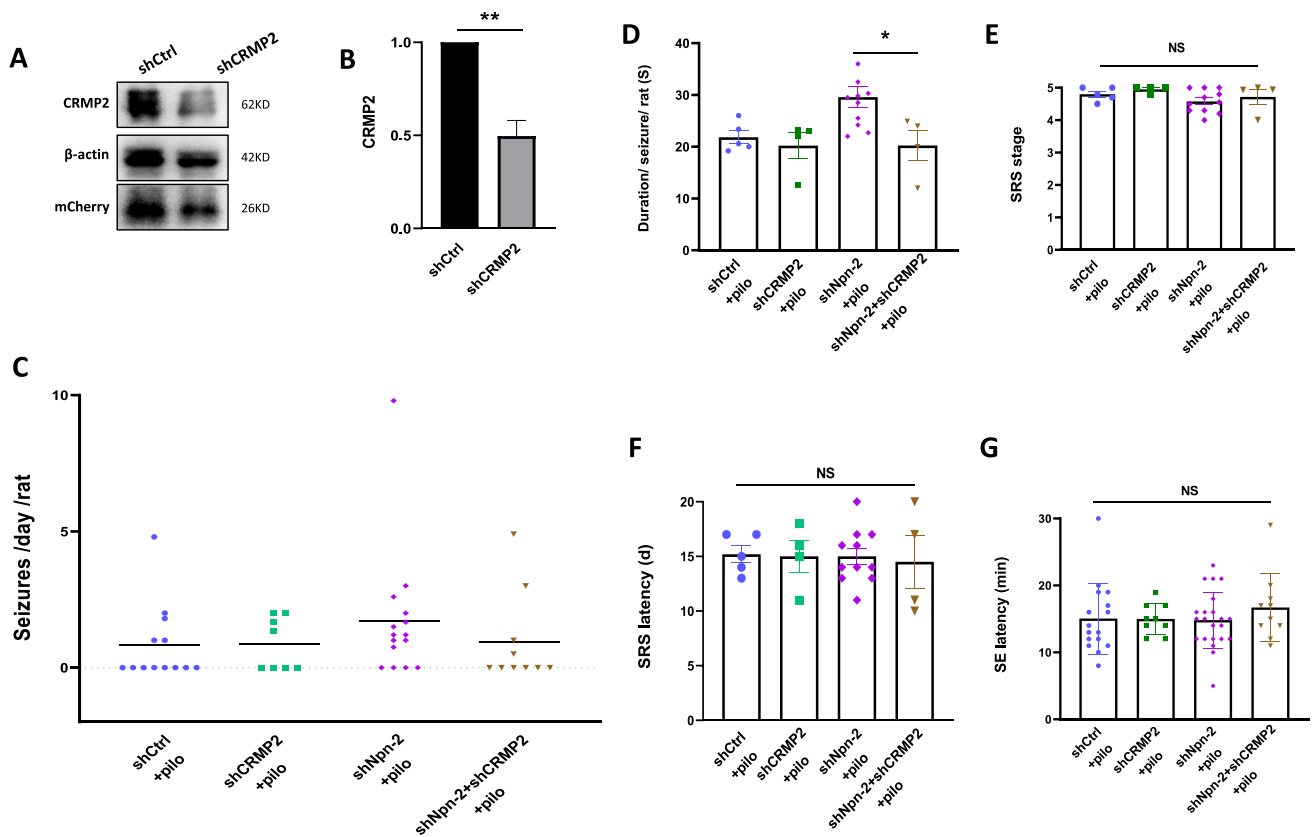 A
shCtrl
shCRMP2
CRMP2
62KD
β-actin
42KD
mCherry
26KD
B
**
1.0
0.5
0.0
CRMP2
shCtrl
shCRMP2
C
10
5
0
Seizures /day /rat
shCtrl
+pilo
shCRMP2
+pilo
shNpn-2
+pilo
shNpn-2+shCRMP2
+pilo
D
*
40
30
20
10
0
Duration/ seizure/ rat (S)
shCtrl
+pilo
shCRMP2
+pilo
shNpn-2
+pilo
shNpn-2+shCRMP2
+pilo
E
NS
5
4
3
2
1
0
SRS stage
shCtrl
+pilo
shCRMP2
+pilo
shNpn-2
+pilo
shNpn-2+shCRMP2
+pilo
F
NS
20
15
10
5
0
SRS latency (d)
shCtrl
+pilo
shCRMP2
+pilo
shNpn-2
+pilo
shNpn-2+shCRMP2
+pilo
G
NS
30
20
10
0
SE latency (min)
shCtrl
+pilo
shCRMP2
+pilo
shNpn-2
+pilo
shNpn-2+shCRMP2
+pilo